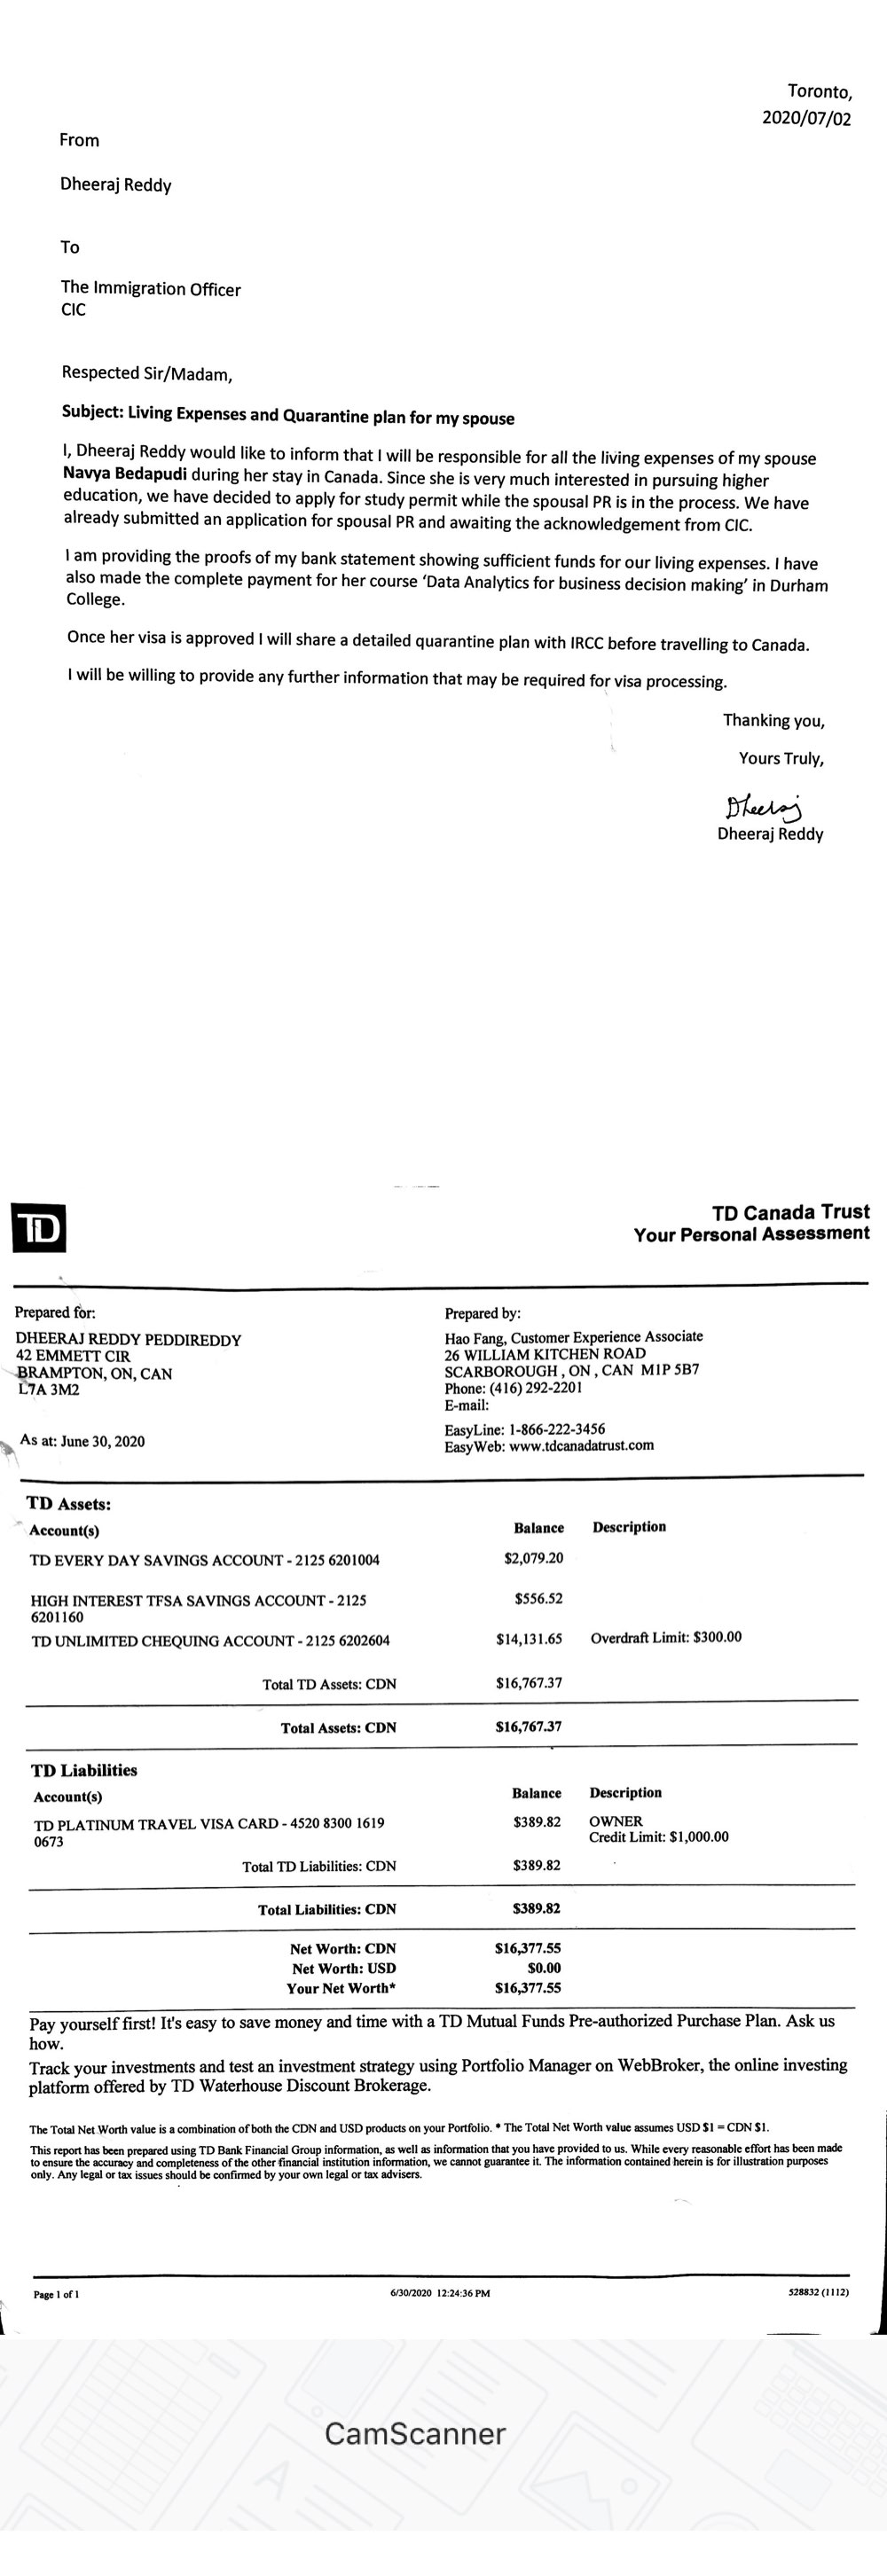 Toronto,
2020/07/02
From
Dheeraj Reddy
To
The Immigration Officer
CIC
Respected Sir/Madam,
Subject: Living Expenses and Quarantine plan for my spouse
I, Dheeraj Reddy would like to inform that I will be responsible for all the living expenses of my spouse
Navya Bedapudi during her stay in Canada. Since she is very much interested in pursuing higher
education, we have decided to apply for study permit while the spousal PR is in the process. We have
already submitted an application for spousal PR and awaiting the acknowledgement from CIC.
I am providing the proofs of my bank statement showing sufficient funds for our living expenses. I have
also made the complete payment for her course ‘Data Analytics for business decision making’ in Durham
College.
Once her visa is approved I will share a detailed quarantine plan with IRCC before travelling to Canada.
I will be willing to provide any further information that may be required for visa processing.
Thanking you,
Yours Truly,
Dheeraj
Dheeraj Reddy
TD
TD Canada Trust
Your Personal Assessment
Prepared for:
DHEERAJ REDDY PEDDIREDDY
42 EMMETT CIR
BRAMPTON, ON, CAN
L7A 3M2
As at: June 30, 2020
Prepared by:
Hao Fang, Customer Experience Associate
26 WILLIAM KITCHEN ROAD
SCARBOROUGH , ON , CAN M1P 5B7
Phone: (416) 292-2201
E-mail:
EasyLine: 1-866-222-3456
EasyWeb: www.tdcanadatrust.com
TD Assets:
Account(s) Balance Description
TD EVERY DAY SAVINGS ACCOUNT - 2125 6201004 $2,079.20
HIGH INTEREST TFSA SAVINGS ACCOUNT - 2125 $556.52
6201160
TD UNLIMITED CHEQUING ACCOUNT - 2125 6202604 $14,131.65 Overdraft Limit: $300.00
Total TD Assets: CDN $16,767.37
Total Assets: CDN $16,767.37
TD Liabilities
Account(s) Balance Description
TD PLATINUM TRAVEL VISA CARD - 4520 8300 1619 $389.82 OWNER
0673 Credit Limit: $1,000.00
Total TD Liabilities: CDN $389.82
Total Liabilities: CDN $389.82
Net Worth: CDN $16,377.55
Net Worth: USD $0.00
Your Net Worth* $16,377.55
Pay yourself first! It's easy to save money and time with a TD Mutual Funds Pre-authorized Purchase Plan. Ask us
how.
Track your investments and test an investment strategy using Portfolio Manager on WebBroker, the online investing
platform offered by TD Waterhouse Discount Brokerage.
The Total Net Worth value is a combination of both the CDN and USD products on your Portfolio. * The Total Net Worth value assumes USD $1 = CDN $1.
This report has been prepared using TD Bank Financial Group information, as well as information that you have provided to us. While every reasonable effort has been made
to ensure the accuracy and completeness of the other financial institution information, we cannot guarantee it. The information contained herein is for illustration purposes
only. Any legal or tax issues should be confirmed by your own legal or tax advisers.
Page 1 of 1 6/30/2020 12:24:36 PM 528832 (1112)
CamScanner